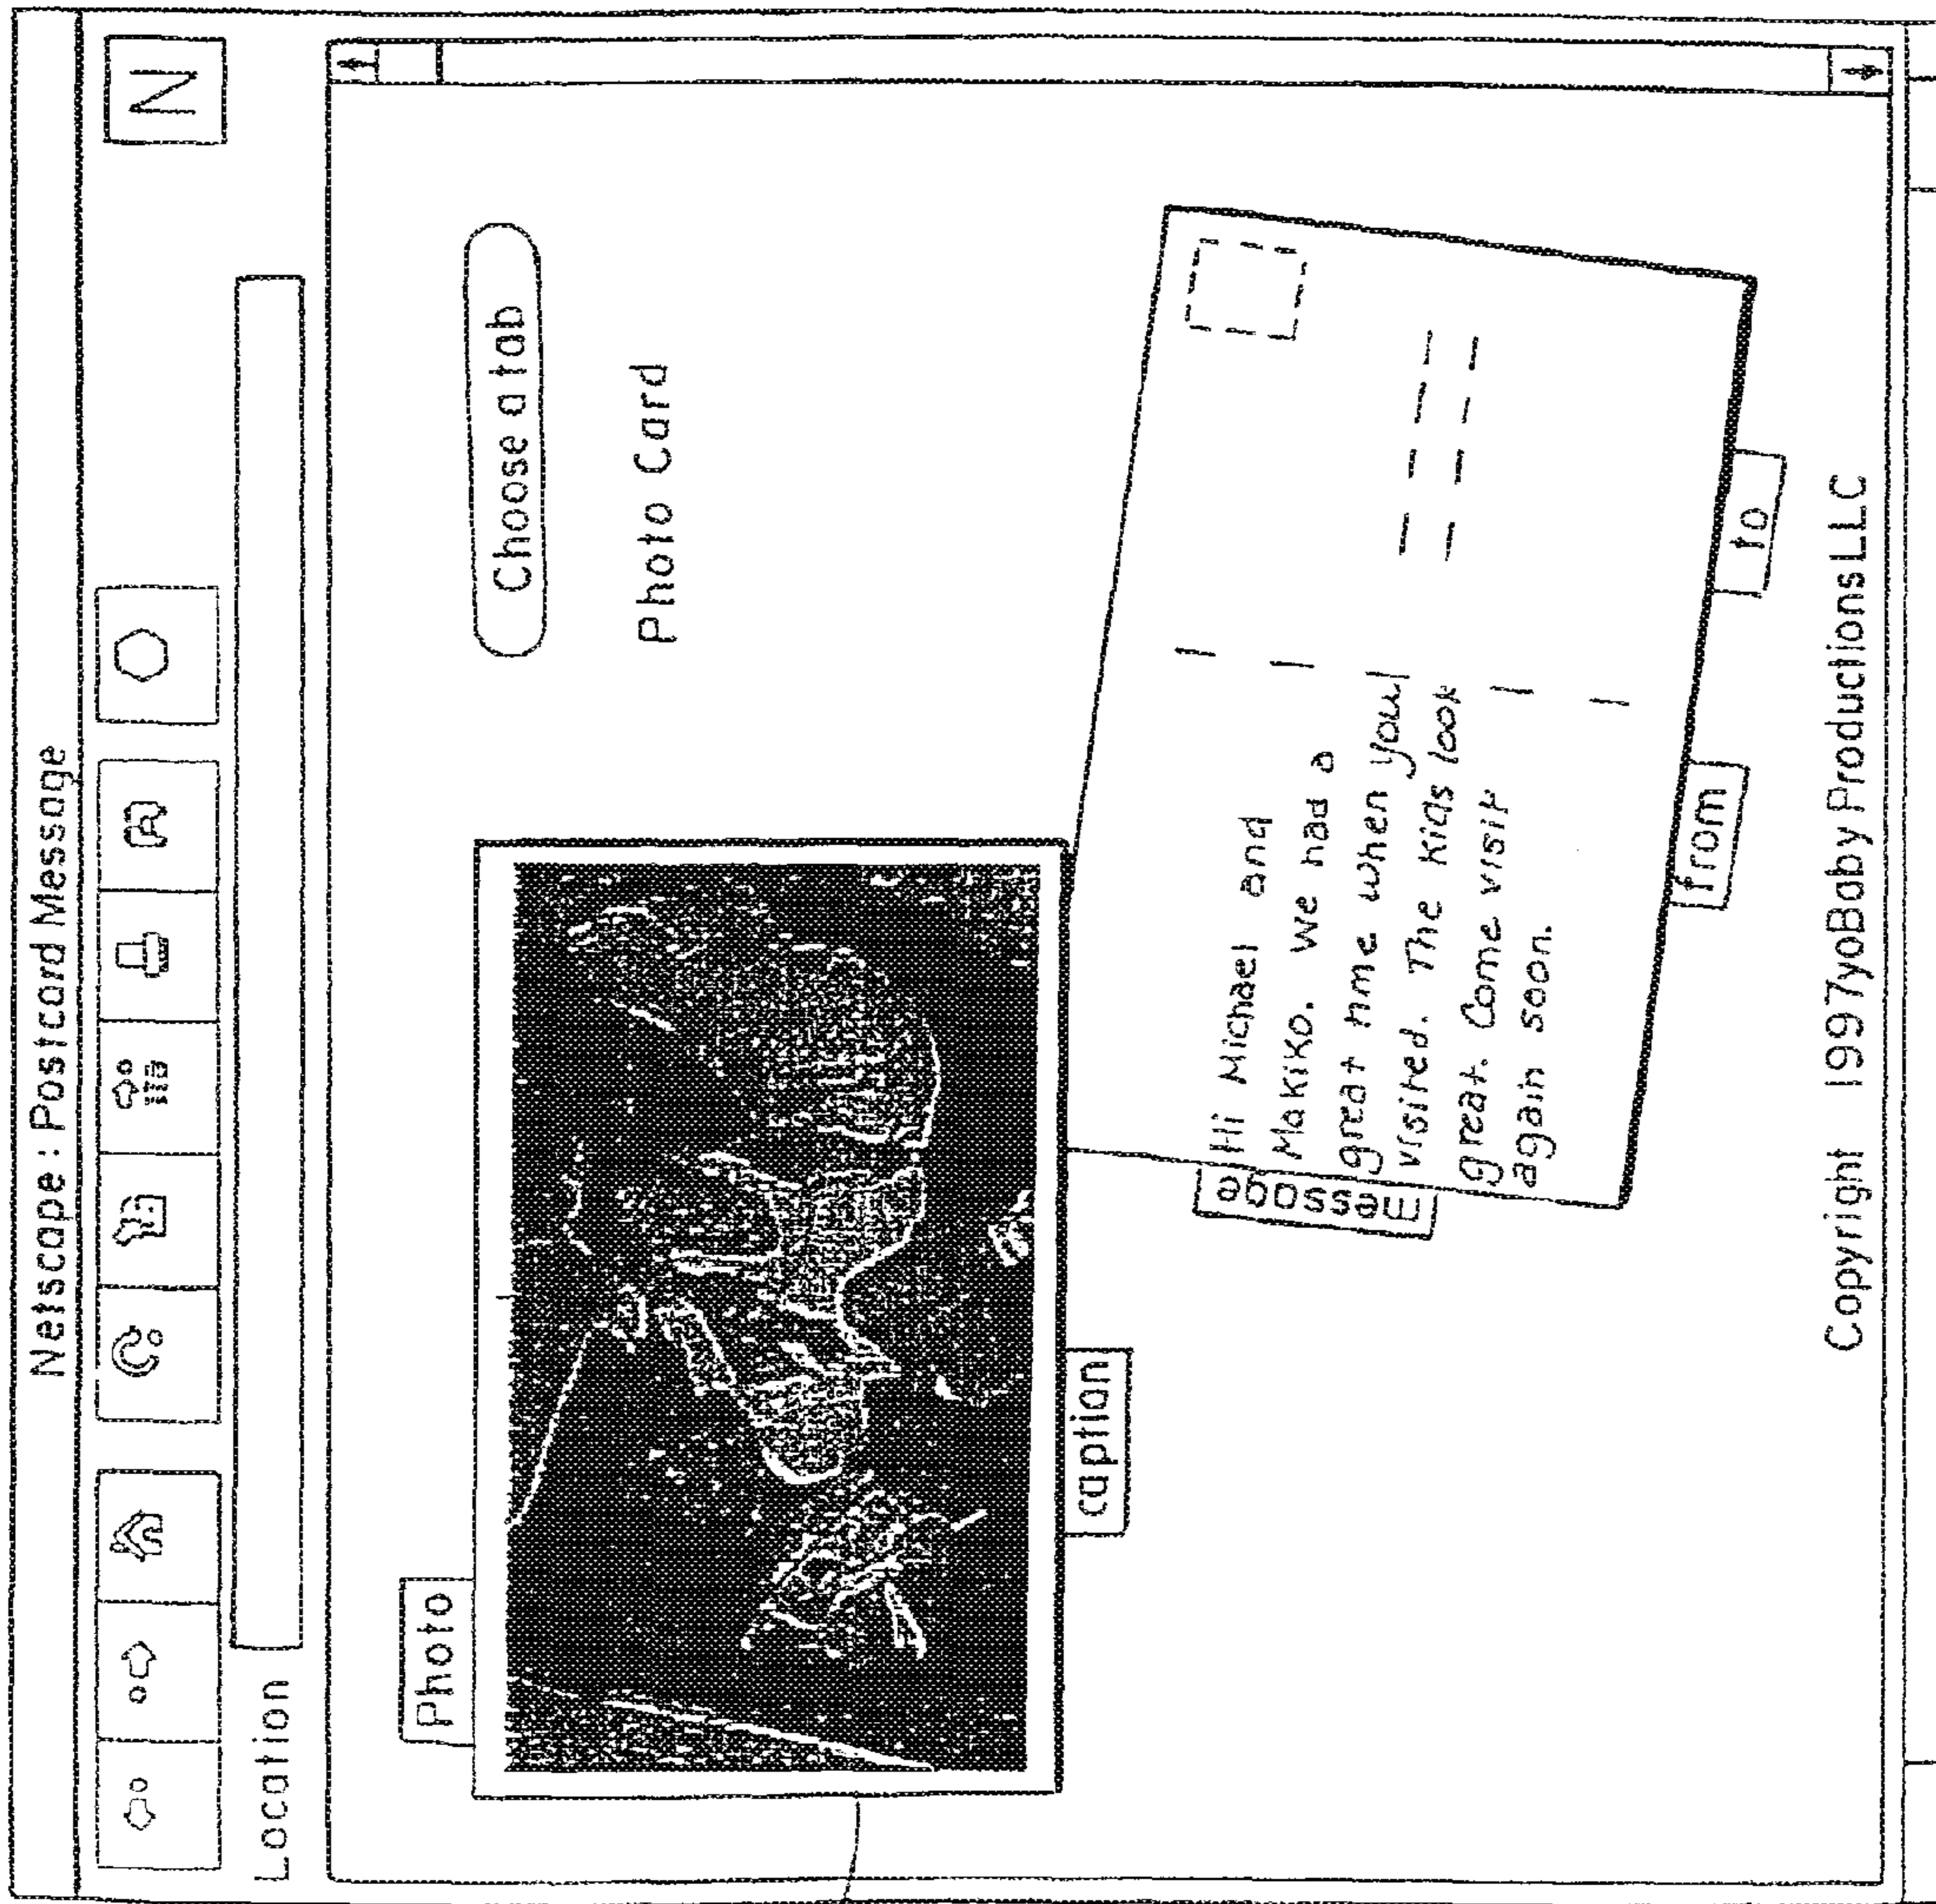 Netscape : Postcard Message
N
Location
Photo
Choose a tab
Photo Card
caption
Message
Hi Michael and
Makiko. We had a
great time when you
visited. The kids look
great. Come visit
again soon.
from
to
Copyright 1997yoBaby Productions LLC